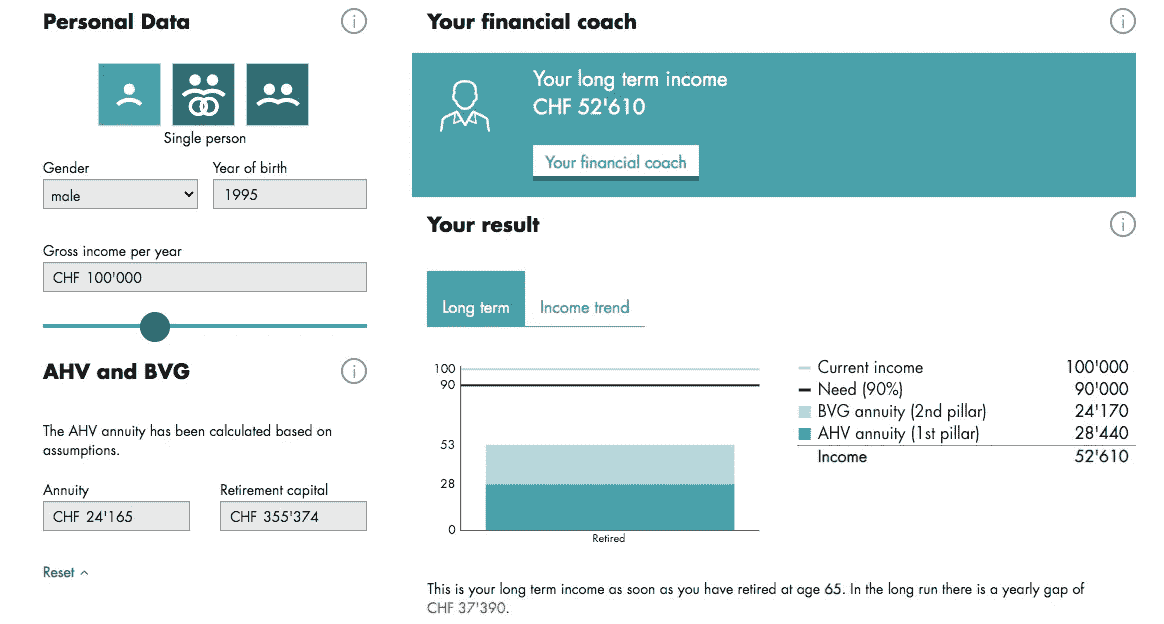 Personal Data
Single person
Gender
Year of birth
male
1995
Gross income per year
CHF 100'000
AHV and BVG
The AHV annuity has been calculated based on
assumptions.
Annuity
Retirement capital
CHF 24'165
CHF 355'374
Reset
Your financial coach
Your long term income
CHF 52'610
Your financial coach
Your result
Long term
Income trend
100
90
53
28
0
Retired
Current income 100'000
Need (90%) 90'000
BVG annuity (2nd pillar) 24'170
AHV annuity (1st pillar) 28'440
Income 52'610
This is your long term income as soon as you have retired at age 65. In the long run there is a yearly gap of
CHF 37'390.